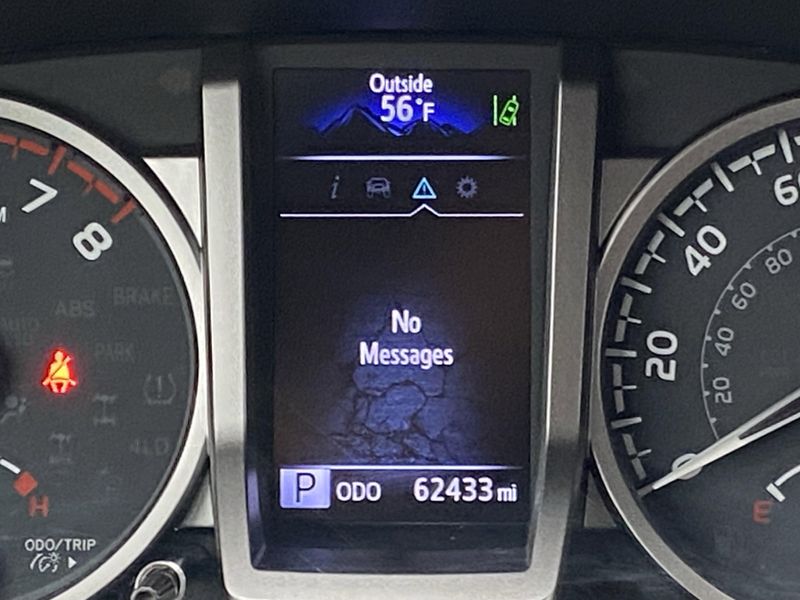 Outside
56°F
i
No
Messages
P ODO 62433 mi
7
8
ABS
BRAKE
PARK
4LO
H
ODO/TRIP
60
40
20
0
80
60
40
20
E